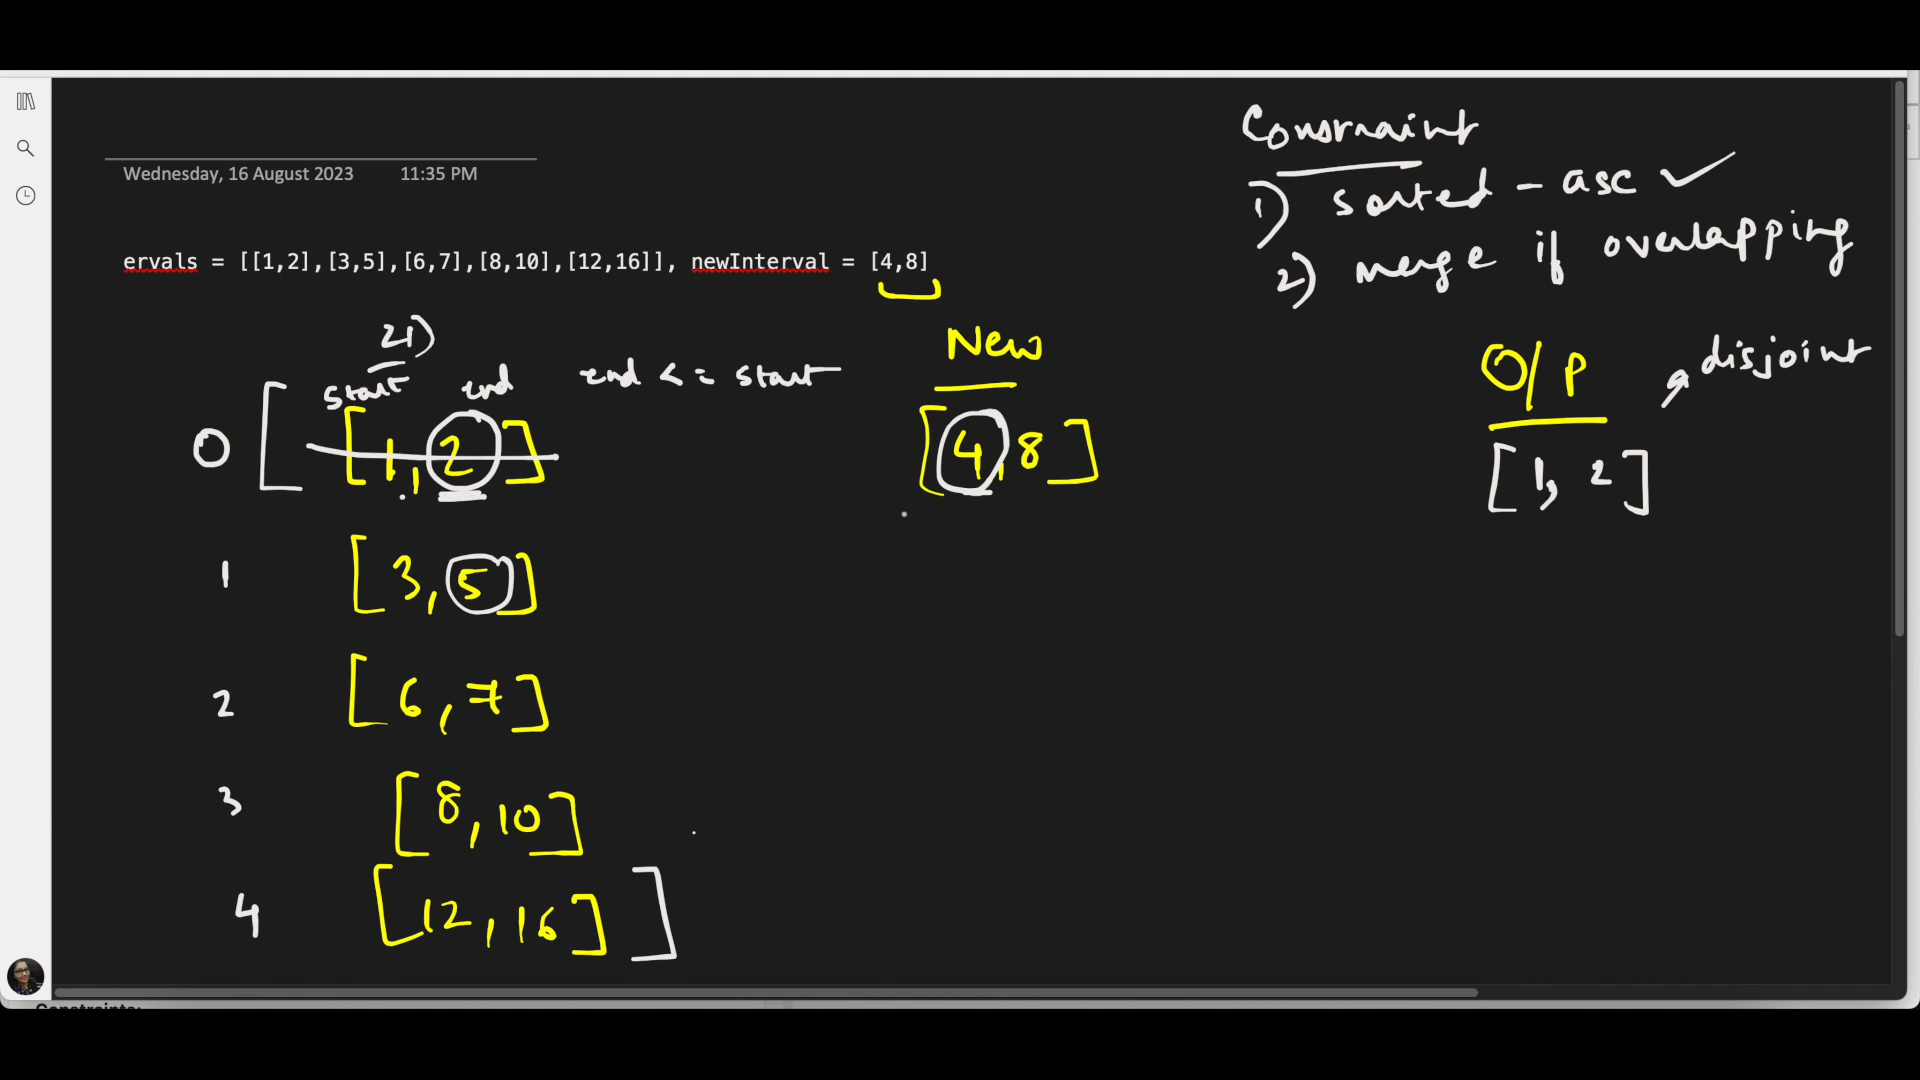 Constraint
Wednesday, 16 August 2023 11:35 PM
1) sorted - asc ✓
2) merge if overlapping
ervals = [[1,2],[3,5],[6,7],[8,10],[12,16]], newInterval = [4,8]
21)
start end end <= start
New
O/P disjoint
0 [ [1, 2]
[4, 8]
[1, 2]
1 [3, 5]
2 [6, 7]
3 [8, 10]
4 [12, 16] ]